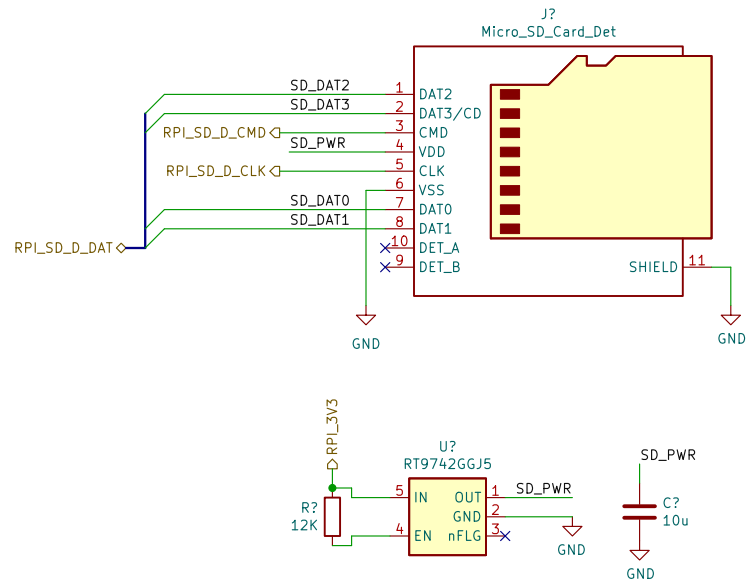 J?
Micro_SD_Card_Det
SD_DAT2 1 DAT2
SD_DAT3 2 DAT3/CD
RPI_SD_D_CMD 3 CMD
SD_PWR 4 VDD
RPI_SD_D_CLK 5 CLK
6 VSS
SD_DAT0 7 DAT0
SD_DAT1 8 DAT1
RPI_SD_D_DAT 10 DET_A
9 DET_B SHIELD 11
GND
GND
RPI_3V3
U?
RT9742GGJ5
SD_PWR
5 IN OUT 1 SD_PWR
R?
12K
GND 2
4 EN nFLG 3
C?
10u
GND
GND